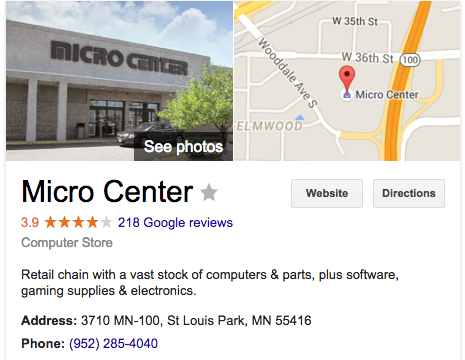 MICRO CENTER
See photos
W 35th St
W 36th St
100
Wooddale Ave S
Micro Center
ELMWOOD
Micro Center
Website
Directions
3.9
218 Google reviews
Computer Store
Retail chain with a vast stock of computers & parts, plus software,
gaming supplies & electronics.
Address: 3710 MN-100, St Louis Park, MN 55416
Phone: (952) 285-4040